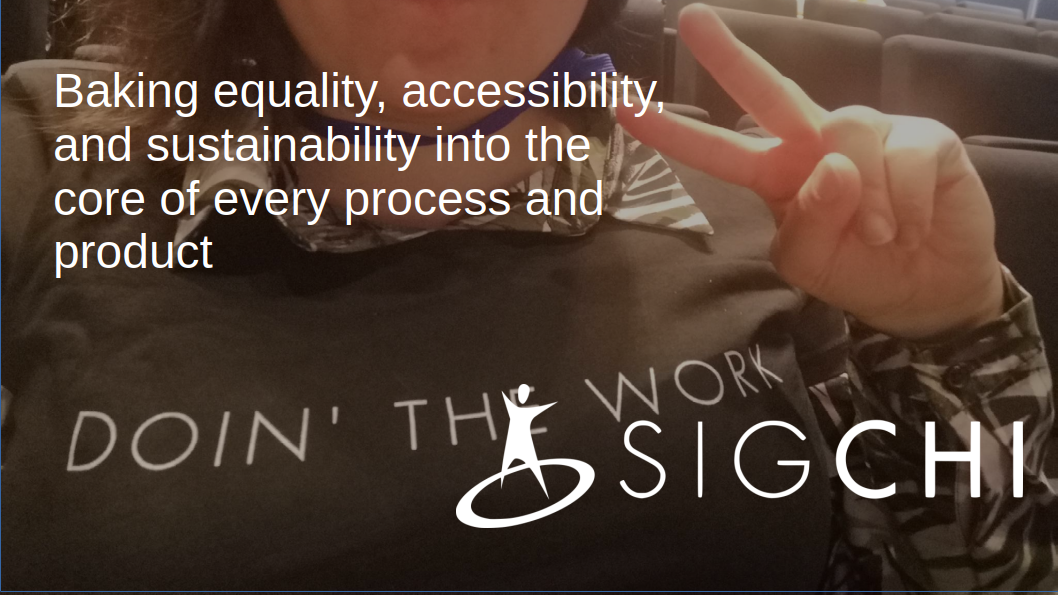 Baking equality, accessibility,
and sustainability into the
core of every process and
product
DOIN' THE WORK
SIGCHI